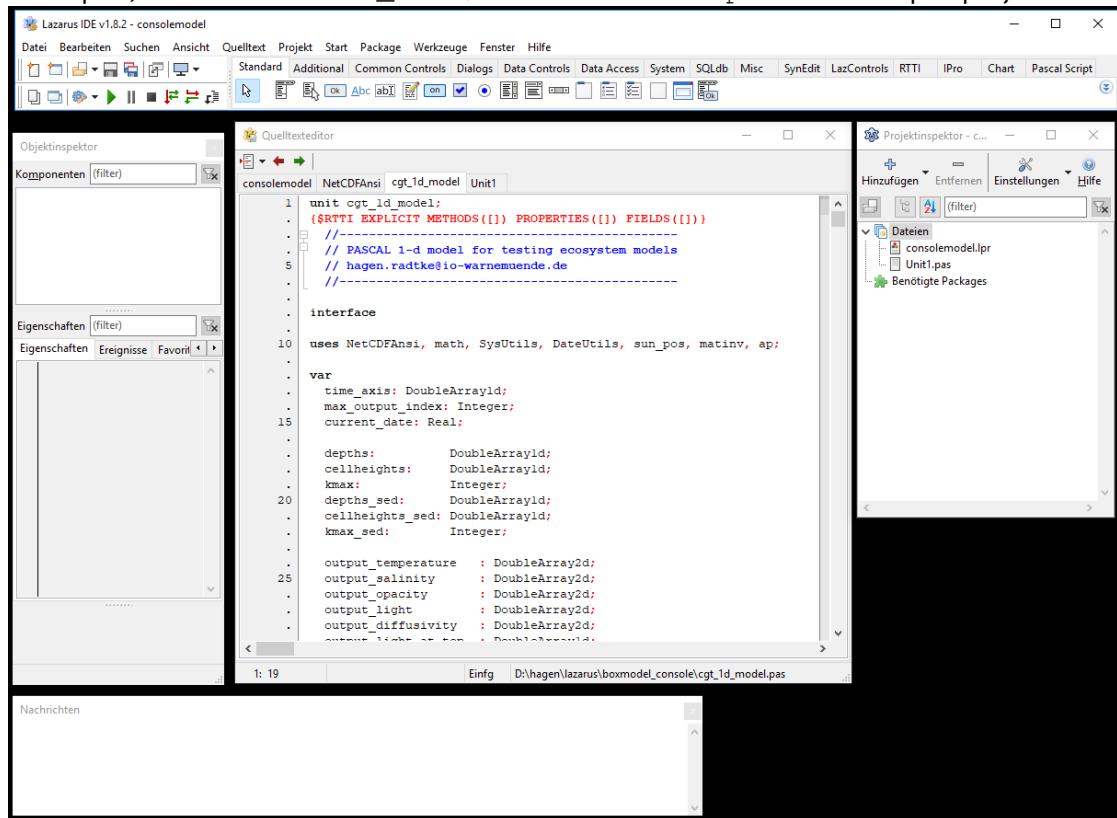 Lazarus IDE v1.8.2 - consolemodel
Datei Bearbeiten Suchen Ansicht Quelltext Projekt Start Package Werkzeuge Fenster Hilfe
Standard Additional Common Controls Dialogs Data Controls Data Access System SQLdb Misc SynEdit LazControls RTTI IPro Chart Pascal Script
Ok Abc abI on
Ok
Objektinspektor
Komponenten (filter)
Eigenschaften (filter)
Eigenschaften Ereignisse Favorit
Quelltexteditor
consolemodel NetCDFAnsi cgt_1d_model Unit1
1 unit cgt_1d_model;
. {$RTTI EXPLICIT METHODS([]) PROPERTIES([]) FIELDS([])}
. //----------------------------------------------
. // PASCAL 1-d model for testing ecosystem models
5 // hagen.radtke@io-warnemuende.de
. //----------------------------------------------
.
. interface
.
10 uses NetCDFAnsi, math, SysUtils, DateUtils, sun_pos, matinv, ap;
.
. var
. time_axis: DoubleArray1d;
. max_output_index: Integer;
15 current_date: Real;
.
. depths: DoubleArray1d;
. cellheights: DoubleArray1d;
. kmax: Integer;
20 depths_sed: DoubleArray1d;
. cellheights_sed: DoubleArray1d;
. kmax_sed: Integer;
.
. output_temperature : DoubleArray2d;
25 output_salinity : DoubleArray2d;
. output_opacity : DoubleArray2d;
. output_light : DoubleArray2d;
. output_diffusivity : DoubleArray2d;
output_light_at_top : DoubleArray1d;
1: 19 Einfg D:\hagen\lazarus\boxmodel_console\cgt_1d_model.pas
Projektinspektor - c...
Hinzufügen Entfernen Einstellungen Hilfe
(filter)
Dateien
consolemodel.lpr
Unit1.pas
Benötigte Packages
Nachrichten